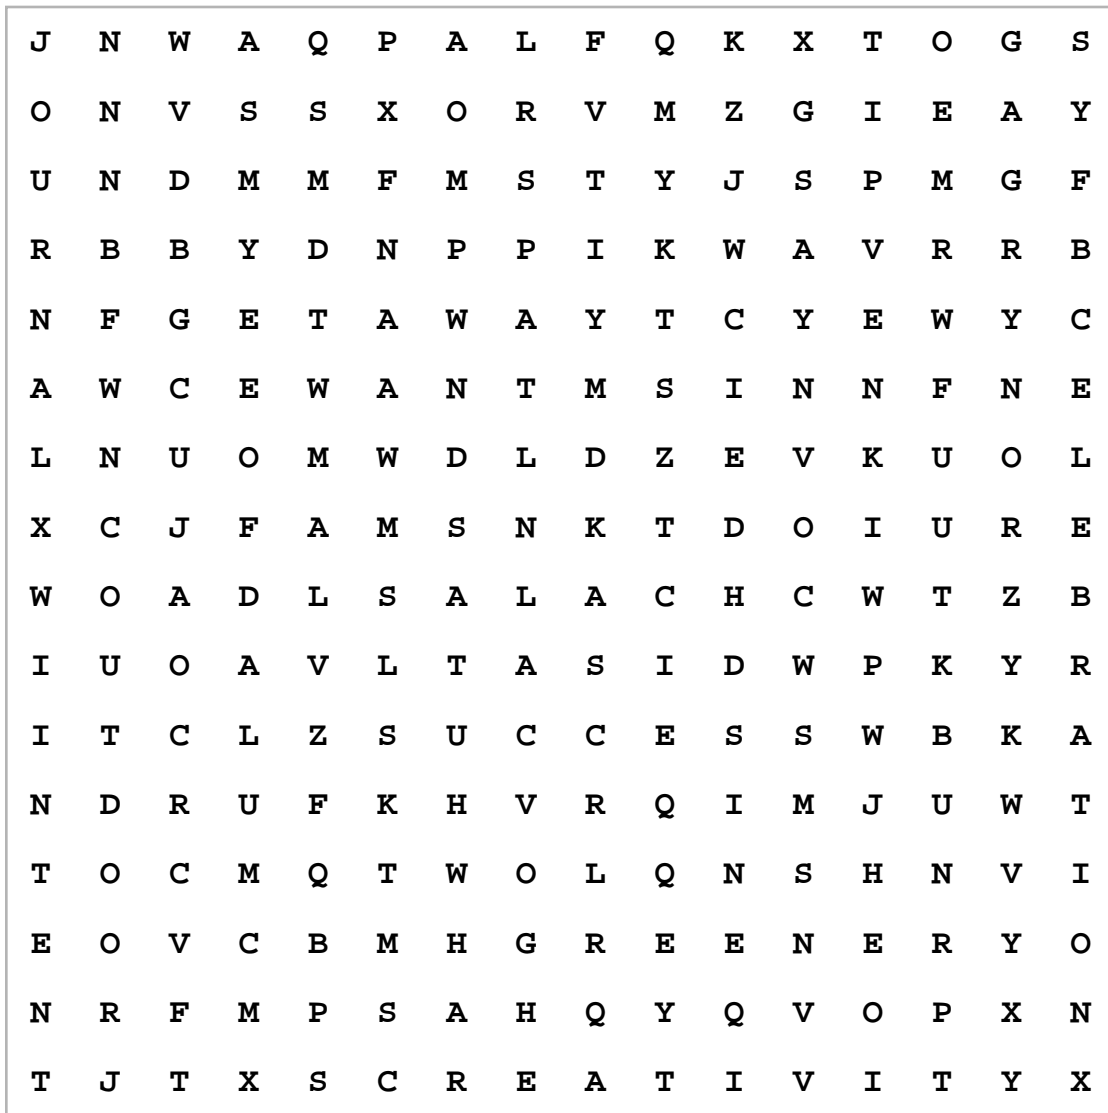 J N W A Q P A L F Q K X T O G S
O N V S S X O R V M Z G I E A Y
U N D M M F M S T Y J S P M G F
R B B Y D N P P I K W A V R R B
N F G E T A W A Y T C Y E W Y C
A W C E W A N T M S I N N F N E
L N U O M W D L D Z E V K U O L
X C J F A M S N K T D O I U R E
W O A D L S A L A C H C W T Z B
I U O A V L T A S I D W P K Y R
I T C L Z S U C C E S S W B K A
N D R U F K H V R Q I M J U W T
T O C M Q T W O L Q N S H N V I
E O V C B M H G R E E N E R Y O
N R F M P S A H Q Y Q V O P X N
T J T X S C R E A T I V I T Y X